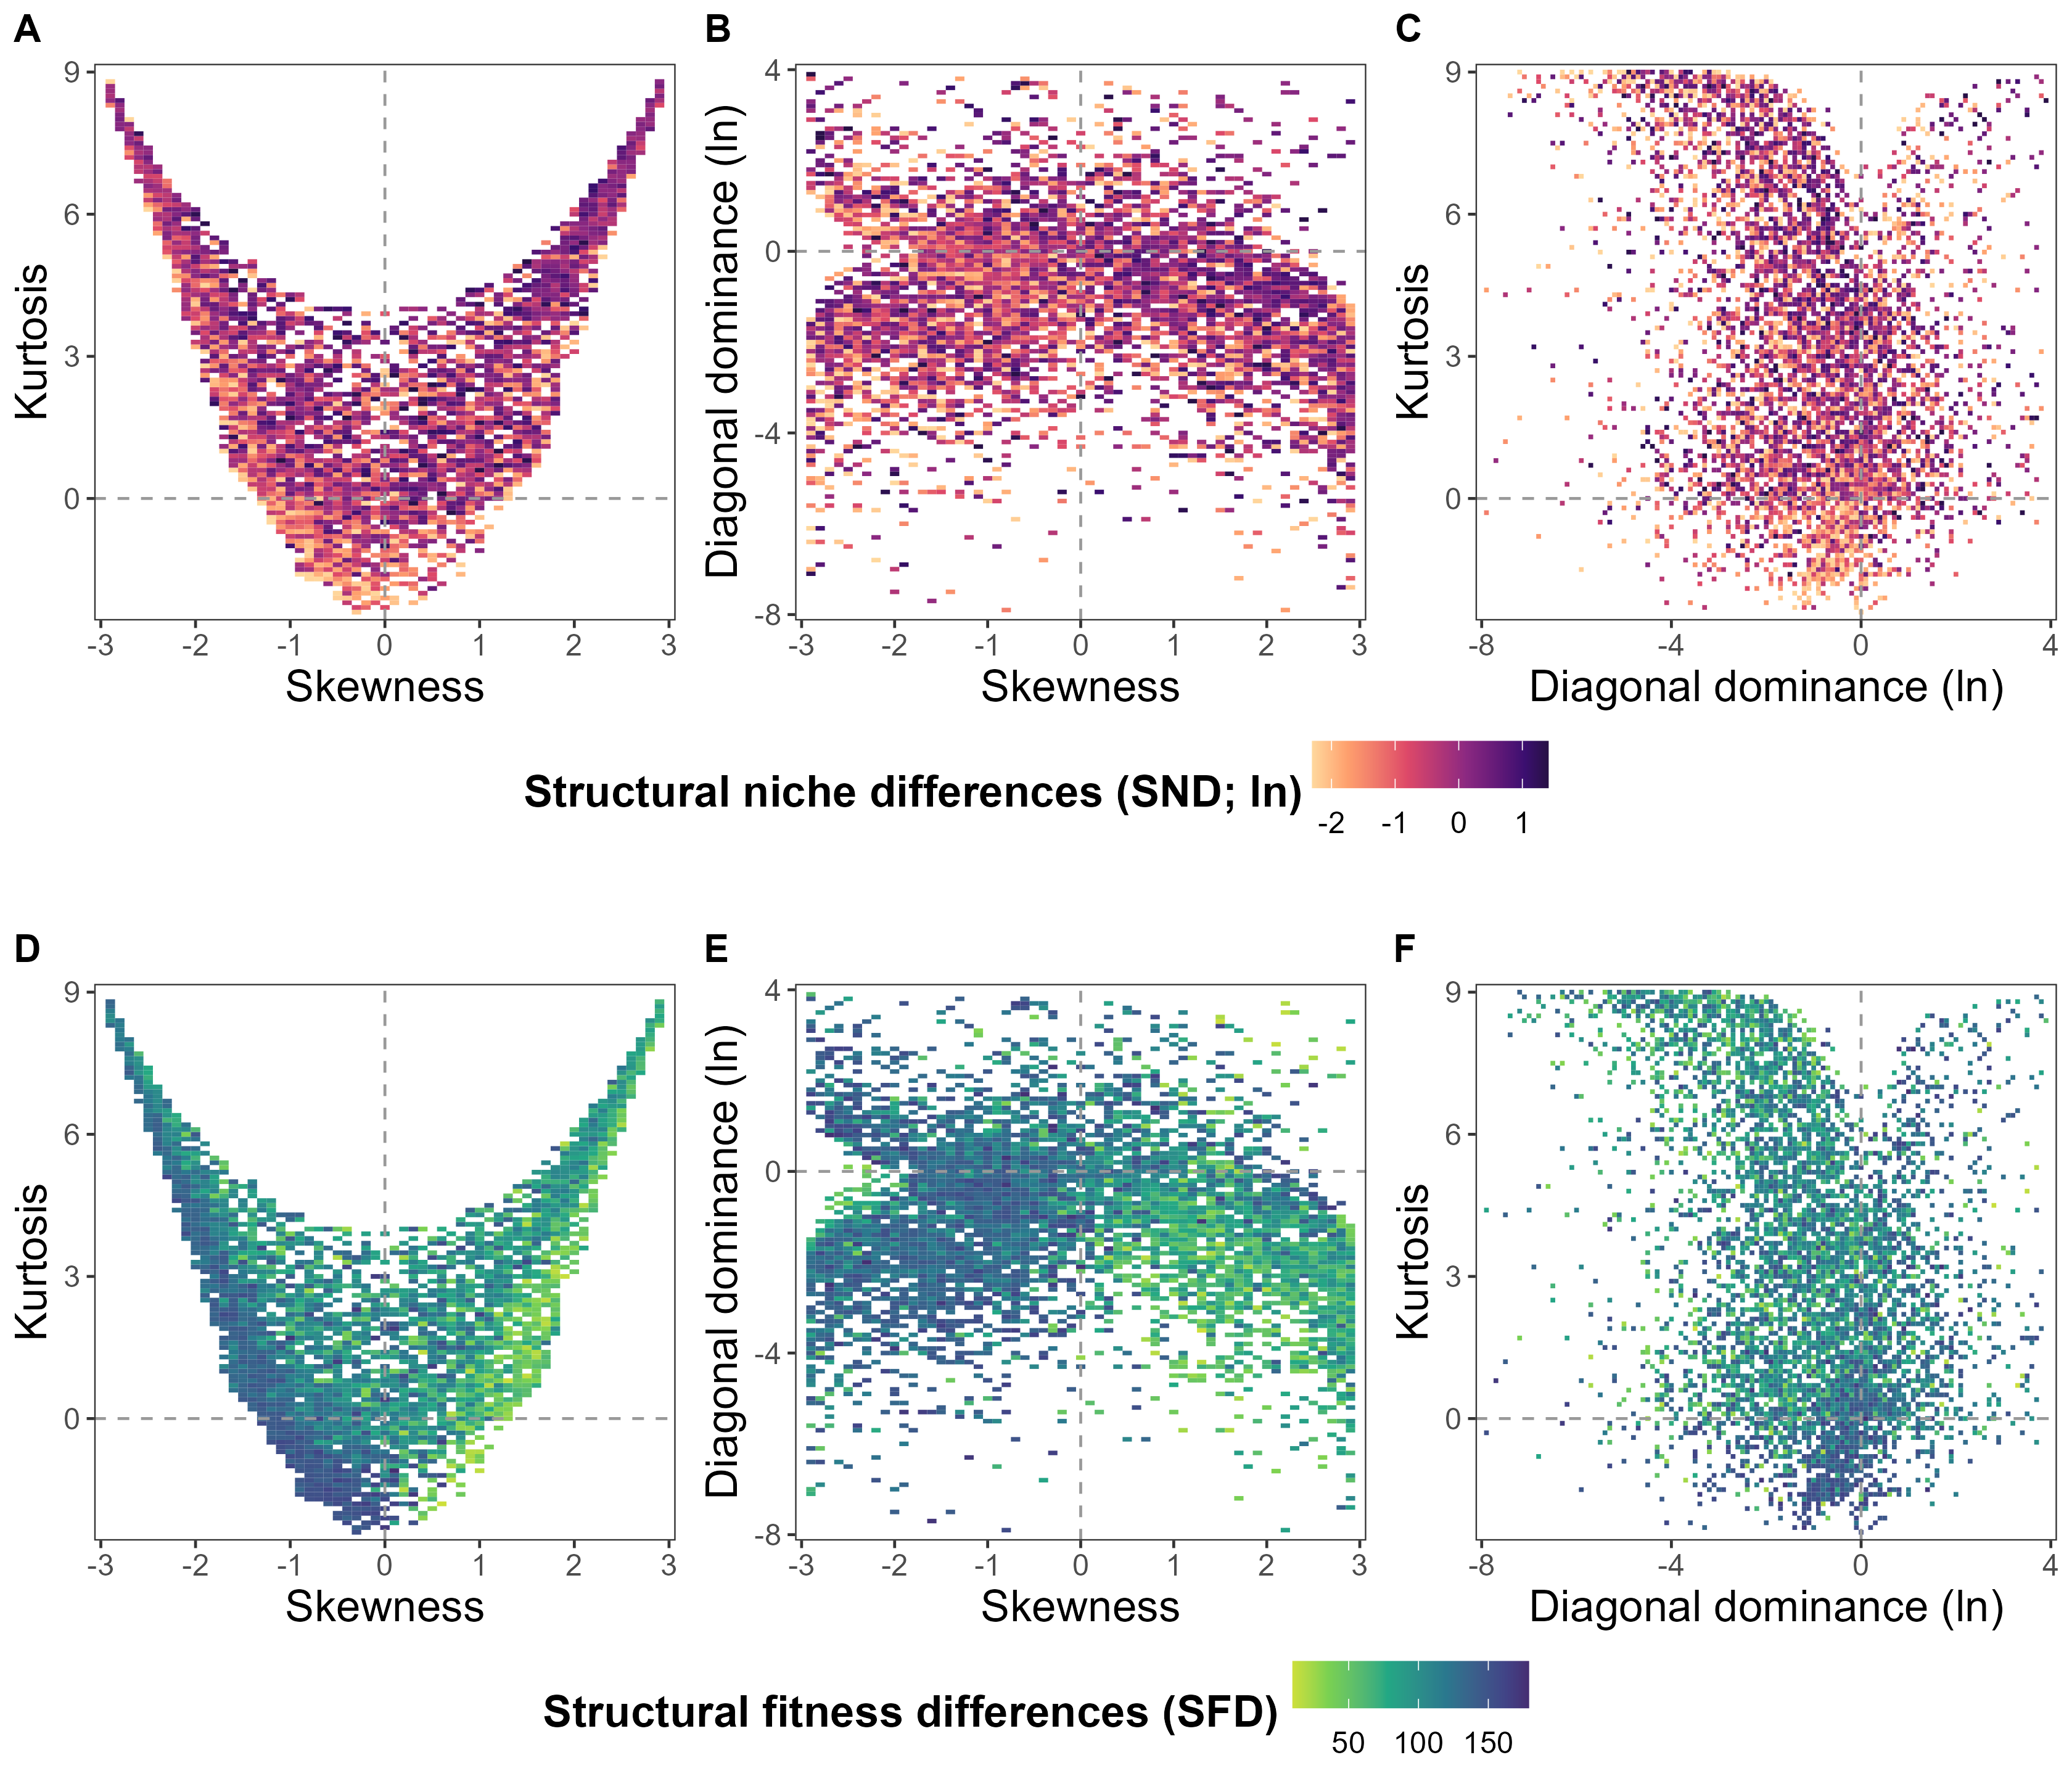 A
B
C
9
6
3
0
Kurtosis
-3 -2 -1 0 1 2 3
Skewness
4
0
-4
-8
Diagonal dominance (ln)
-3 -2 -1 0 1 2 3
Skewness
9
6
3
0
Kurtosis
-8 -4 0 4
Diagonal dominance (ln)
Structural niche differences (SND; ln)
-2 -1 0 1
D
E
F
9
6
3
0
Kurtosis
-3 -2 -1 0 1 2 3
Skewness
4
0
-4
-8
Diagonal dominance (ln)
-3 -2 -1 0 1 2 3
Skewness
9
6
3
0
Kurtosis
-8 -4 0 4
Diagonal dominance (ln)
Structural fitness differences (SFD)
50 100 150